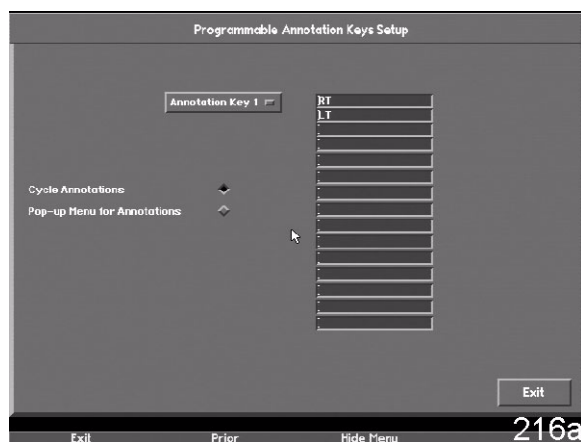 Programmable Annotation Keys Setup
Annotation Key 1
RT
LT
Cycle Annotations
Pop-up Menu for Annotations
Exit
Exit Prior Hide Menu
216a